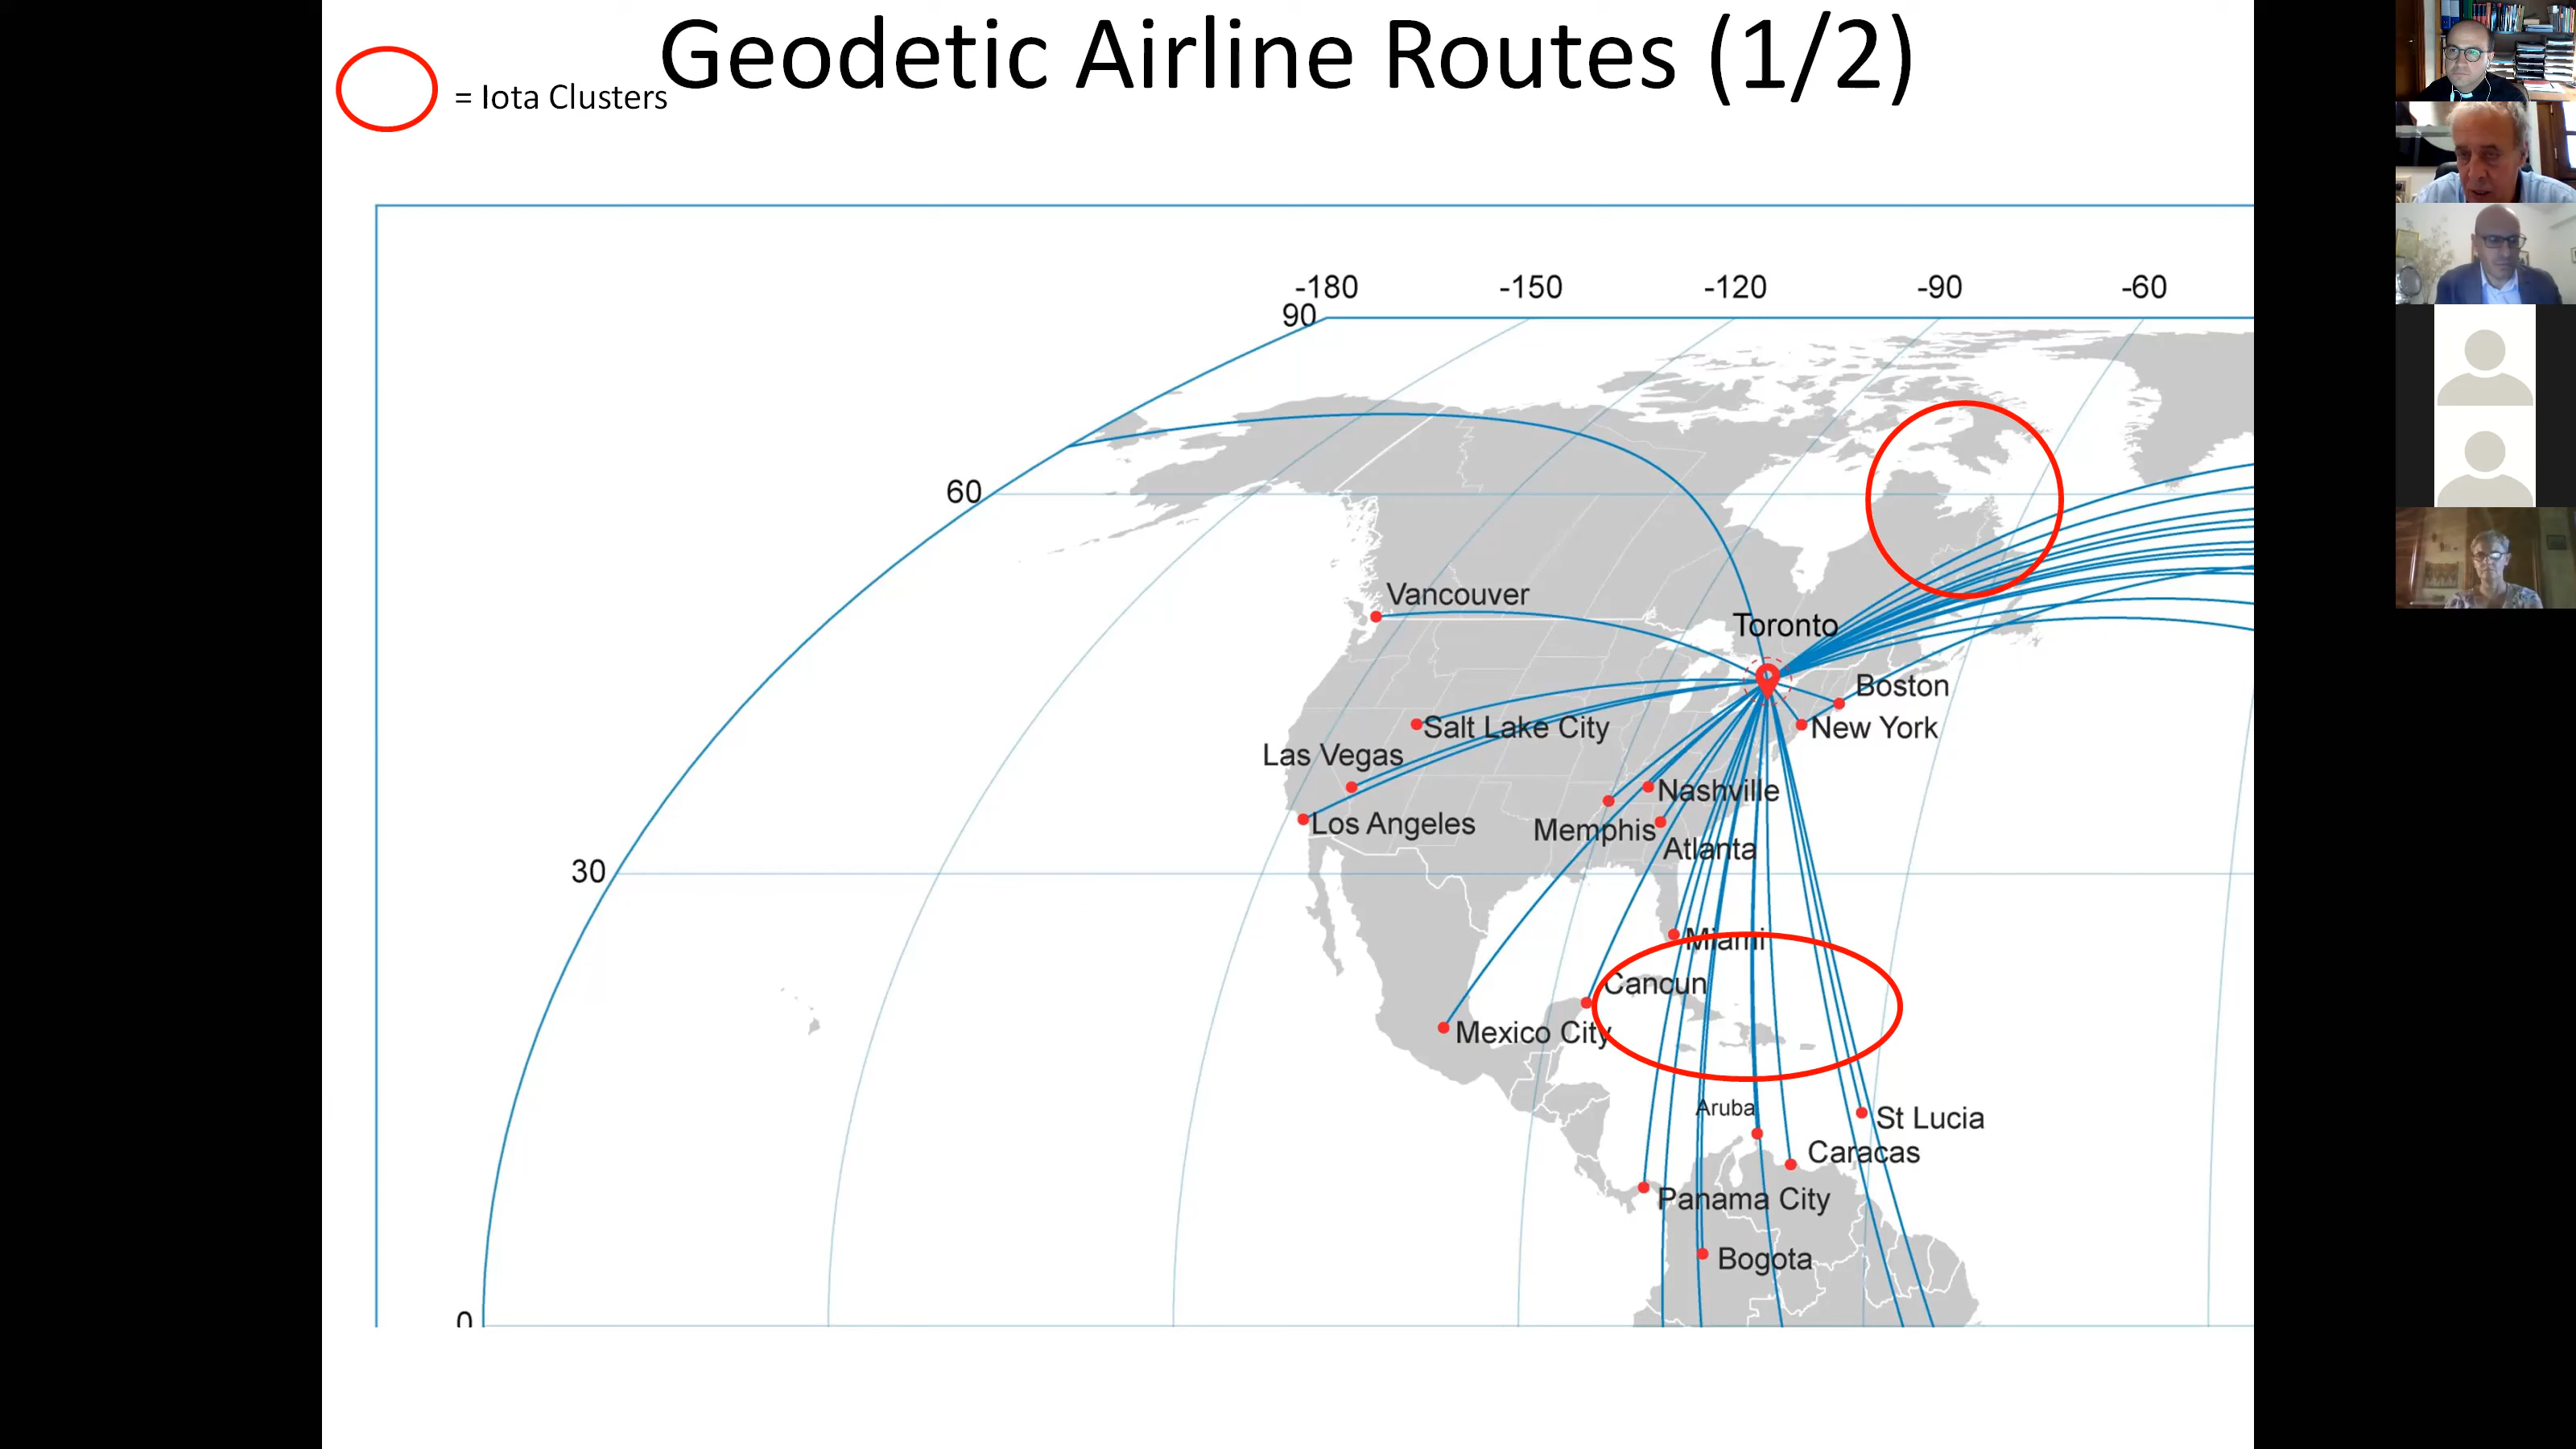 Geodetic Airline Routes (1/2)
= Iota Clusters
-180
-150
-120
-90
-60
90
60
Vancouver
Toronto
Boston
Salt Lake City
New York
Las Vegas
Nashville
Los Angeles
Memphis
Atlanta
30
Miami
Cancun
Mexico City
Aruba
St Lucia
Caracas
Panama City
Bogota
0